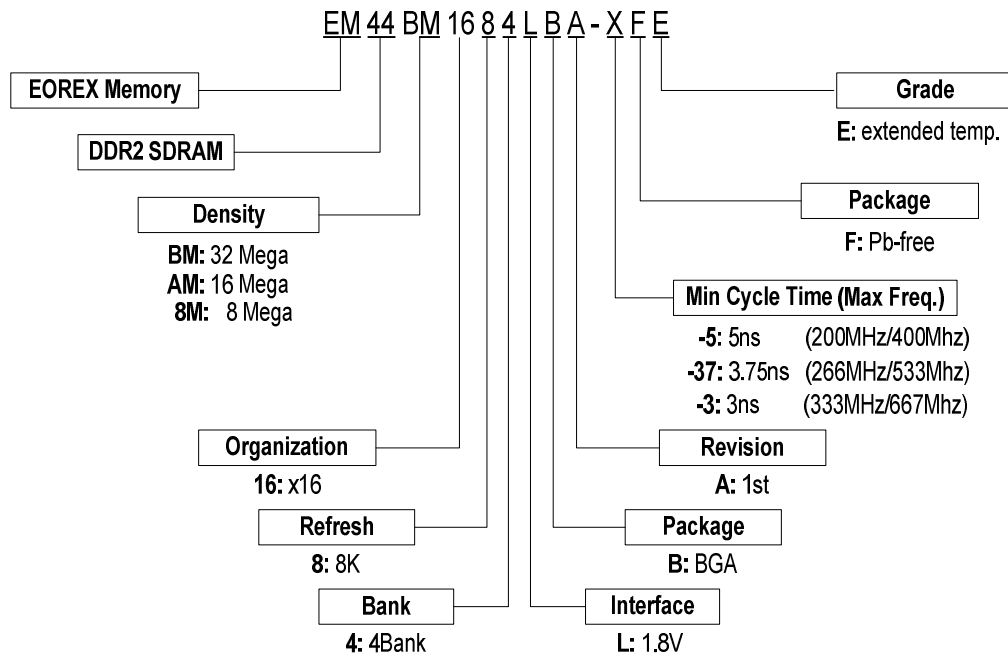 EM 44 BM 16 8 4 L B A - X F E
EOREX Memory
Grade
E: extended temp.
DDR2 SDRAM
Package
F: Pb-free
Density
BM: 32 Mega
AM: 16 Mega
8M: 8 Mega
Min Cycle Time (Max Freq.)
-5: 5ns (200MHz/400Mhz)
-37: 3.75ns (266MHz/533Mhz)
-3: 3ns (333MHz/667Mhz)
Organization
16: x16
Revision
A: 1st
Refresh
8: 8K
Package
B: BGA
Bank
4: 4Bank
Interface
L: 1.8V